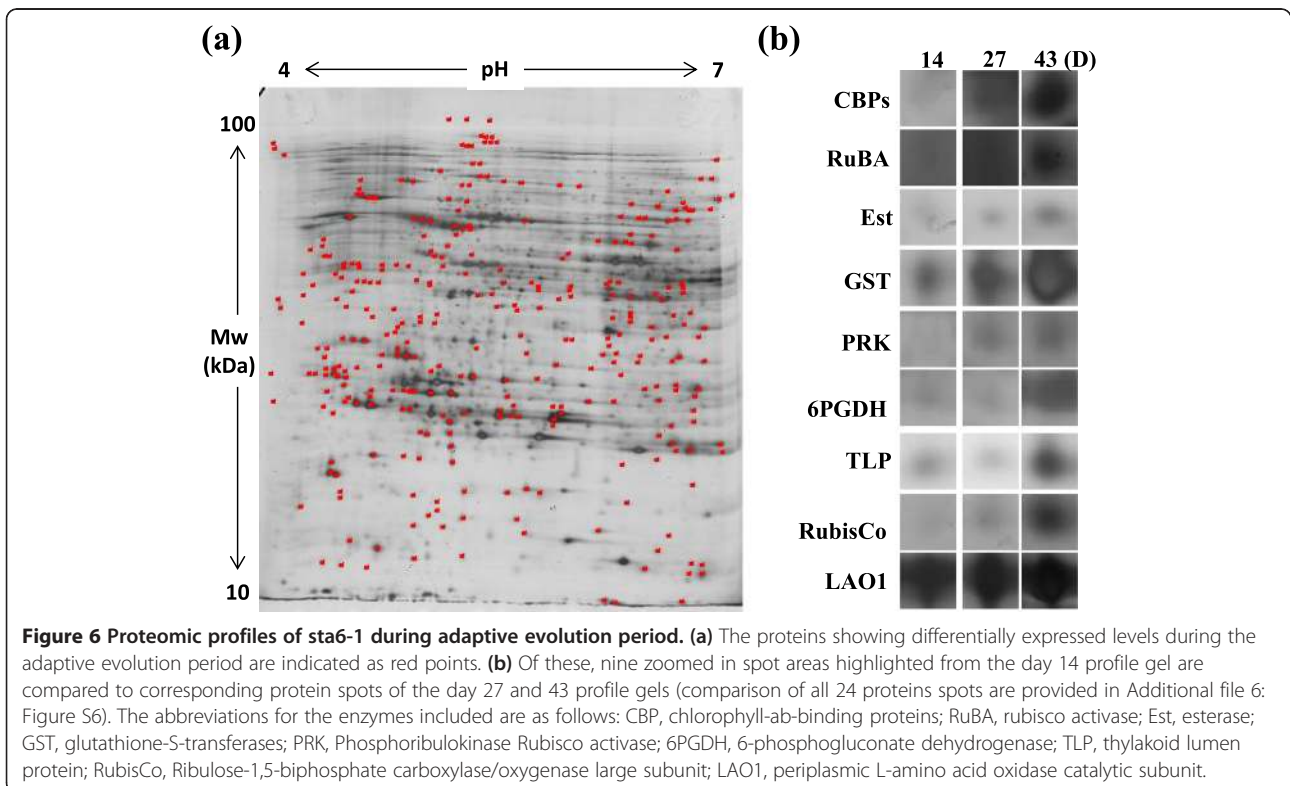 (a)
4
pH
7
100
Mw
(kDa)
10
(b)
14 27 43 (D)
CBPs
RuBA
Est
GST
PRK
6PGDH
TLP
RubisCo
LAO1
Figure 6 Proteomic profiles of sta6-1 during adaptive evolution period. (a) The proteins showing differentially expressed levels during the
adaptive evolution period are indicated as red points. (b) Of these, nine zoomed in spot areas highlighted from the day 14 profile gel are
compared to corresponding protein spots of the day 27 and 43 profile gels (comparison of all 24 proteins spots are provided in Additional file 6:
Figure S6). The abbreviations for the enzymes included are as follows: CBP, chlorophyll-ab-binding proteins; RuBA, rubisco activase; Est, esterase;
GST, glutathione-S-transferases; PRK, Phosphoribulokinase Rubisco activase; 6PGDH, 6-phosphogluconate dehydrogenase; TLP, thylakoid lumen
protein; RubisCo, Ribulose-1,5-biphosphate carboxylase/oxygenase large subunit; LAO1, periplasmic L-amino acid oxidase catalytic subunit.